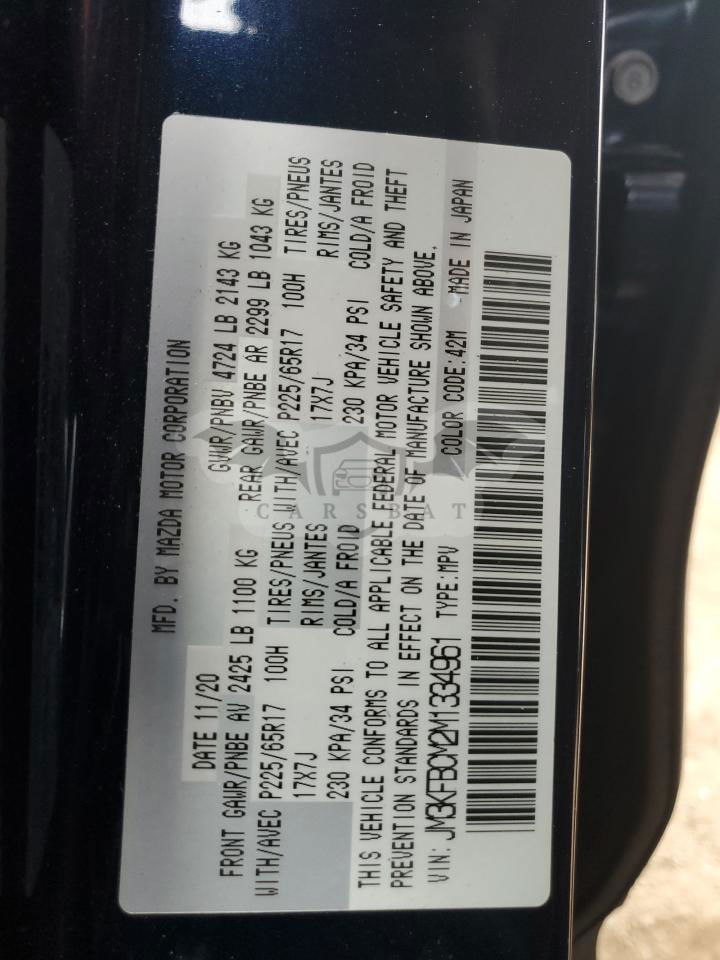 MFD. BY MAZDA MOTOR CORPORATION
DATE 11/20 GVWR/PNBV 4724 LB 2143 KG
FRONT GAWR/PNBE AV 2425 LB 1100 KG REAR GAWR/PNBE AR 2299 LB 1043 KG
WITH/AVEC P225/65R17 100H TIRES/PNEUS WITH/AVEC P225/65R17 100H TIRES/PNEUS
17X7J RIMS/JANTES 17X7J RIMS/JANTES
230 KPA/34 PSI COLD/A FROID 230 KPA/34 PSI COLD/A FROID
THIS VEHICLE CONFORMS TO ALL APPLICABLE FEDERAL MOTOR VEHICLE SAFETY AND THEFT
PREVENTION STANDARDS IN EFFECT ON THE DATE OF MANUFACTURE SHOWN ABOVE.
VIN: JM3KFBCM2M1334961 TYPE:MPV COLOR CODE:42M MADE IN JAPAN
CARSBAT